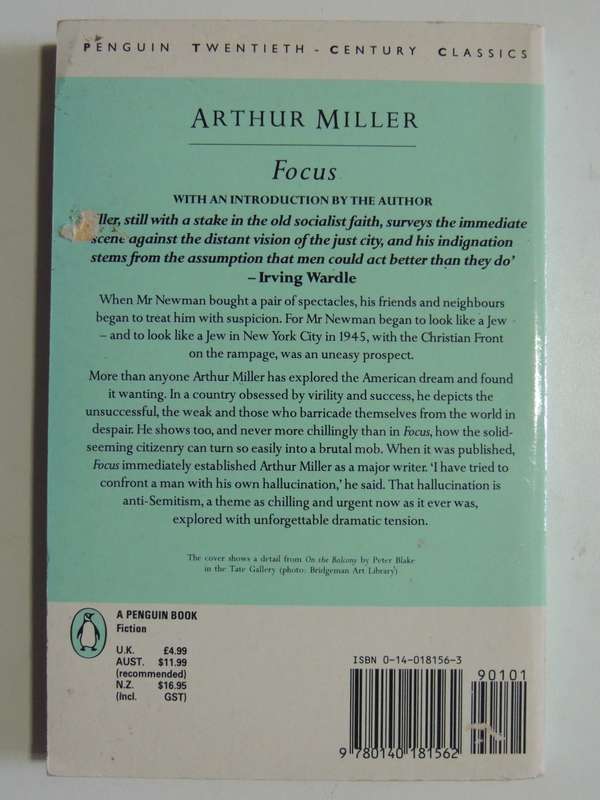 PENGUIN TWENTIETH-CENTURY CLASSICS
ARTHUR MILLER
Focus
WITH AN INTRODUCTION BY THE AUTHOR
still with a stake in the old socialist faith, surveys the immediate
scene against the distant vision of the just city, and his indignation
stems from the assumption that men could act better than they do'
– Irving Wardle
When Mr Newman bought a pair of spectacles, his friends and neighbours
began to treat him with suspicion. For Mr Newman began to look like a Jew
– and to look like a Jew in New York City in 1945, with the Christian Front
on the rampage, was an uneasy prospect.
More than anyone Arthur Miller has explored the American dream and found
it wanting. In a country obsessed by virility and success, he depicts the
unsuccessful, the weak and those who barricade themselves from the world in
despair. He shows too, and never more chillingly than in Focus, how the solid-
seeming citizenry can turn so easily into a brutal mob. When it was published,
Focus immediately established Arthur Miller as a major writer. 'I have tried to
confront a man with his own hallucination,' he said. That hallucination is
anti-Semitism, a theme as chilling and urgent now as it ever was,
explored with unforgettable dramatic tension.
The cover shows a detail from On the Balcony by Peter Blake
in the Tate Gallery (photo: Bridgeman Art Library)
A PENGUIN BOOK
Fiction
U.K. £4.99
AUST. $11.99
(recommended)
N.Z. $16.95
(incl. GST)
ISBN 0-14-018156-3
90101
9 780140 181562